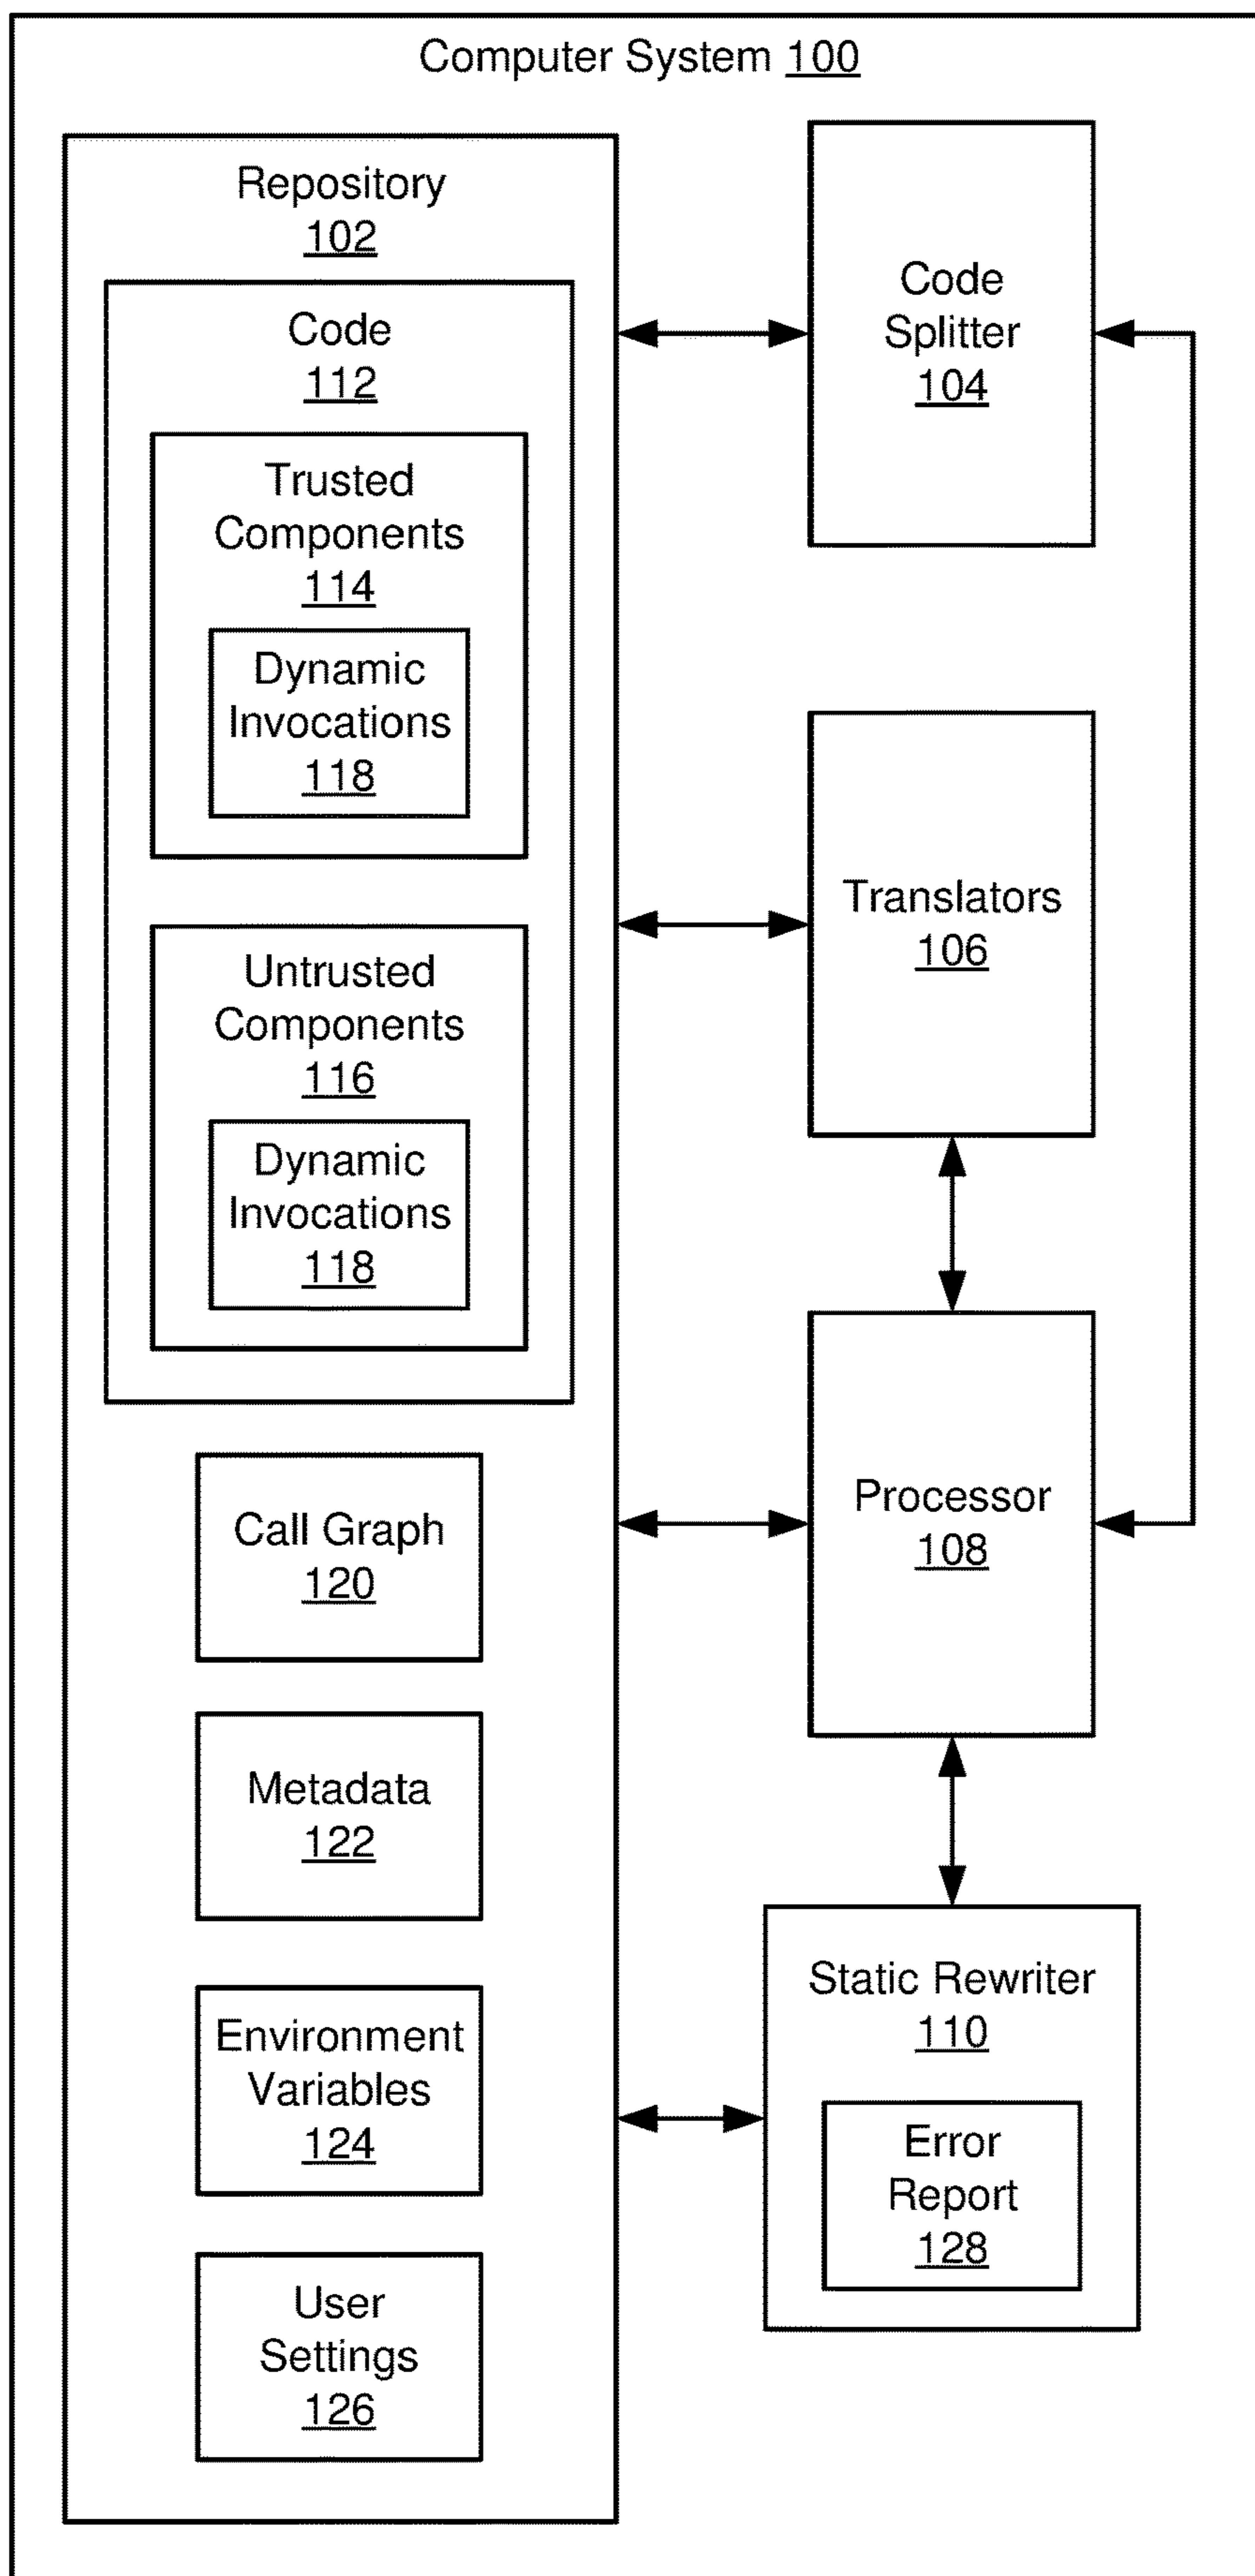 Computer System 100
Repository
102
Code
112
Trusted
Components
114
Dynamic
Invocations
118
Untrusted
Components
116
Dynamic
Invocations
118
Call Graph
120
Metadata
122
Environment
Variables
124
User
Settings
126
Code
Splitter
104
Translators
106
Processor
108
Static Rewriter
110
Error
Report
128